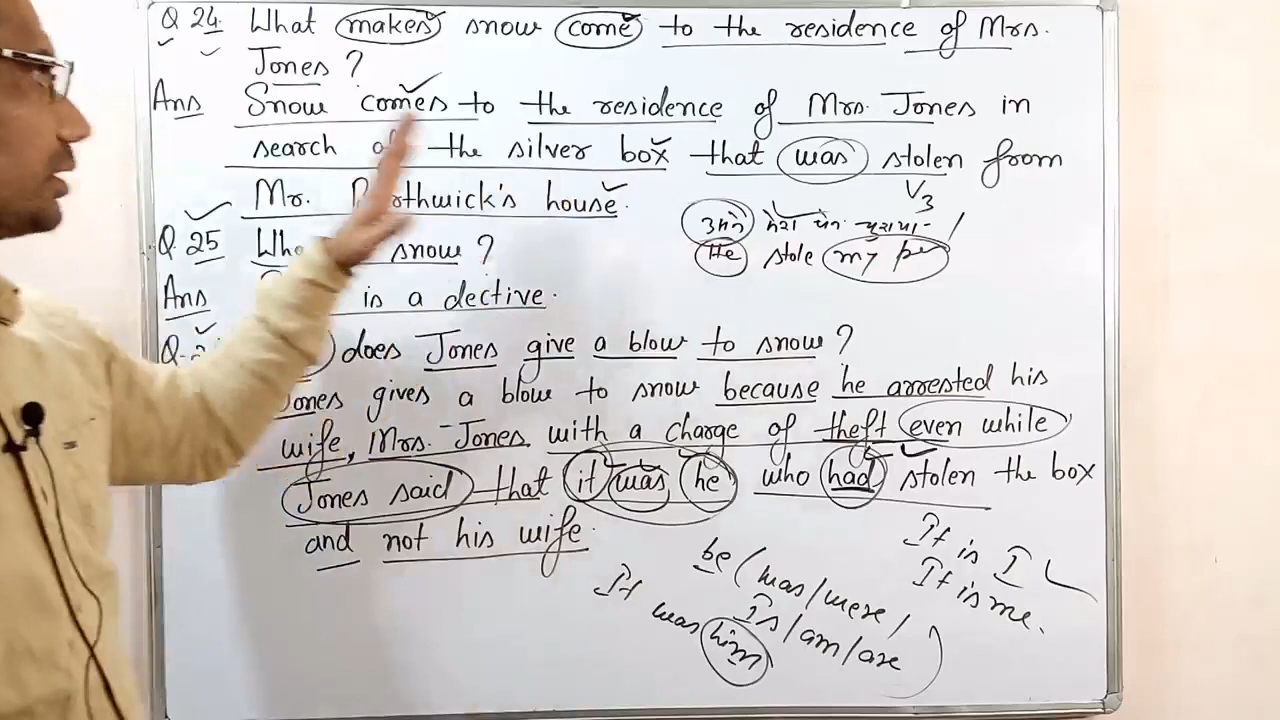 Q 24. What makes snow come to the residence of Mrs.
Jones ?
Ans Snow comes to the residence of Mrs. Jones in
search of the silver box that was stolen from
Mr. house.
V3
उसने मेरा पेन चुराया।
He stole my pen
Q. 25 snow ?
Ans is a dective.
Q. does Jones give a blow to snow ?
Jones gives a blow to snow because he arrested his
wife, Mrs. Jones with a charge of theft even while
Jones said that it was he who had stolen the box
and not his wife.
It is I
It is me.
be (was/were/
Is/am/are)
It was him